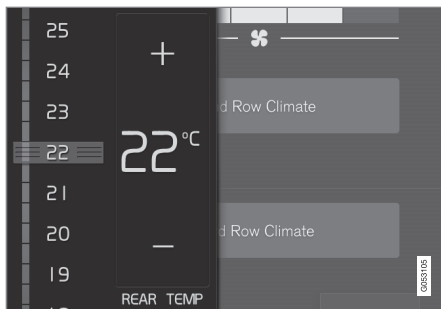 25
24
23
22
21
20
19
+
22°C
–
REAR TEMP
Row Climate
Row Climate
G053105